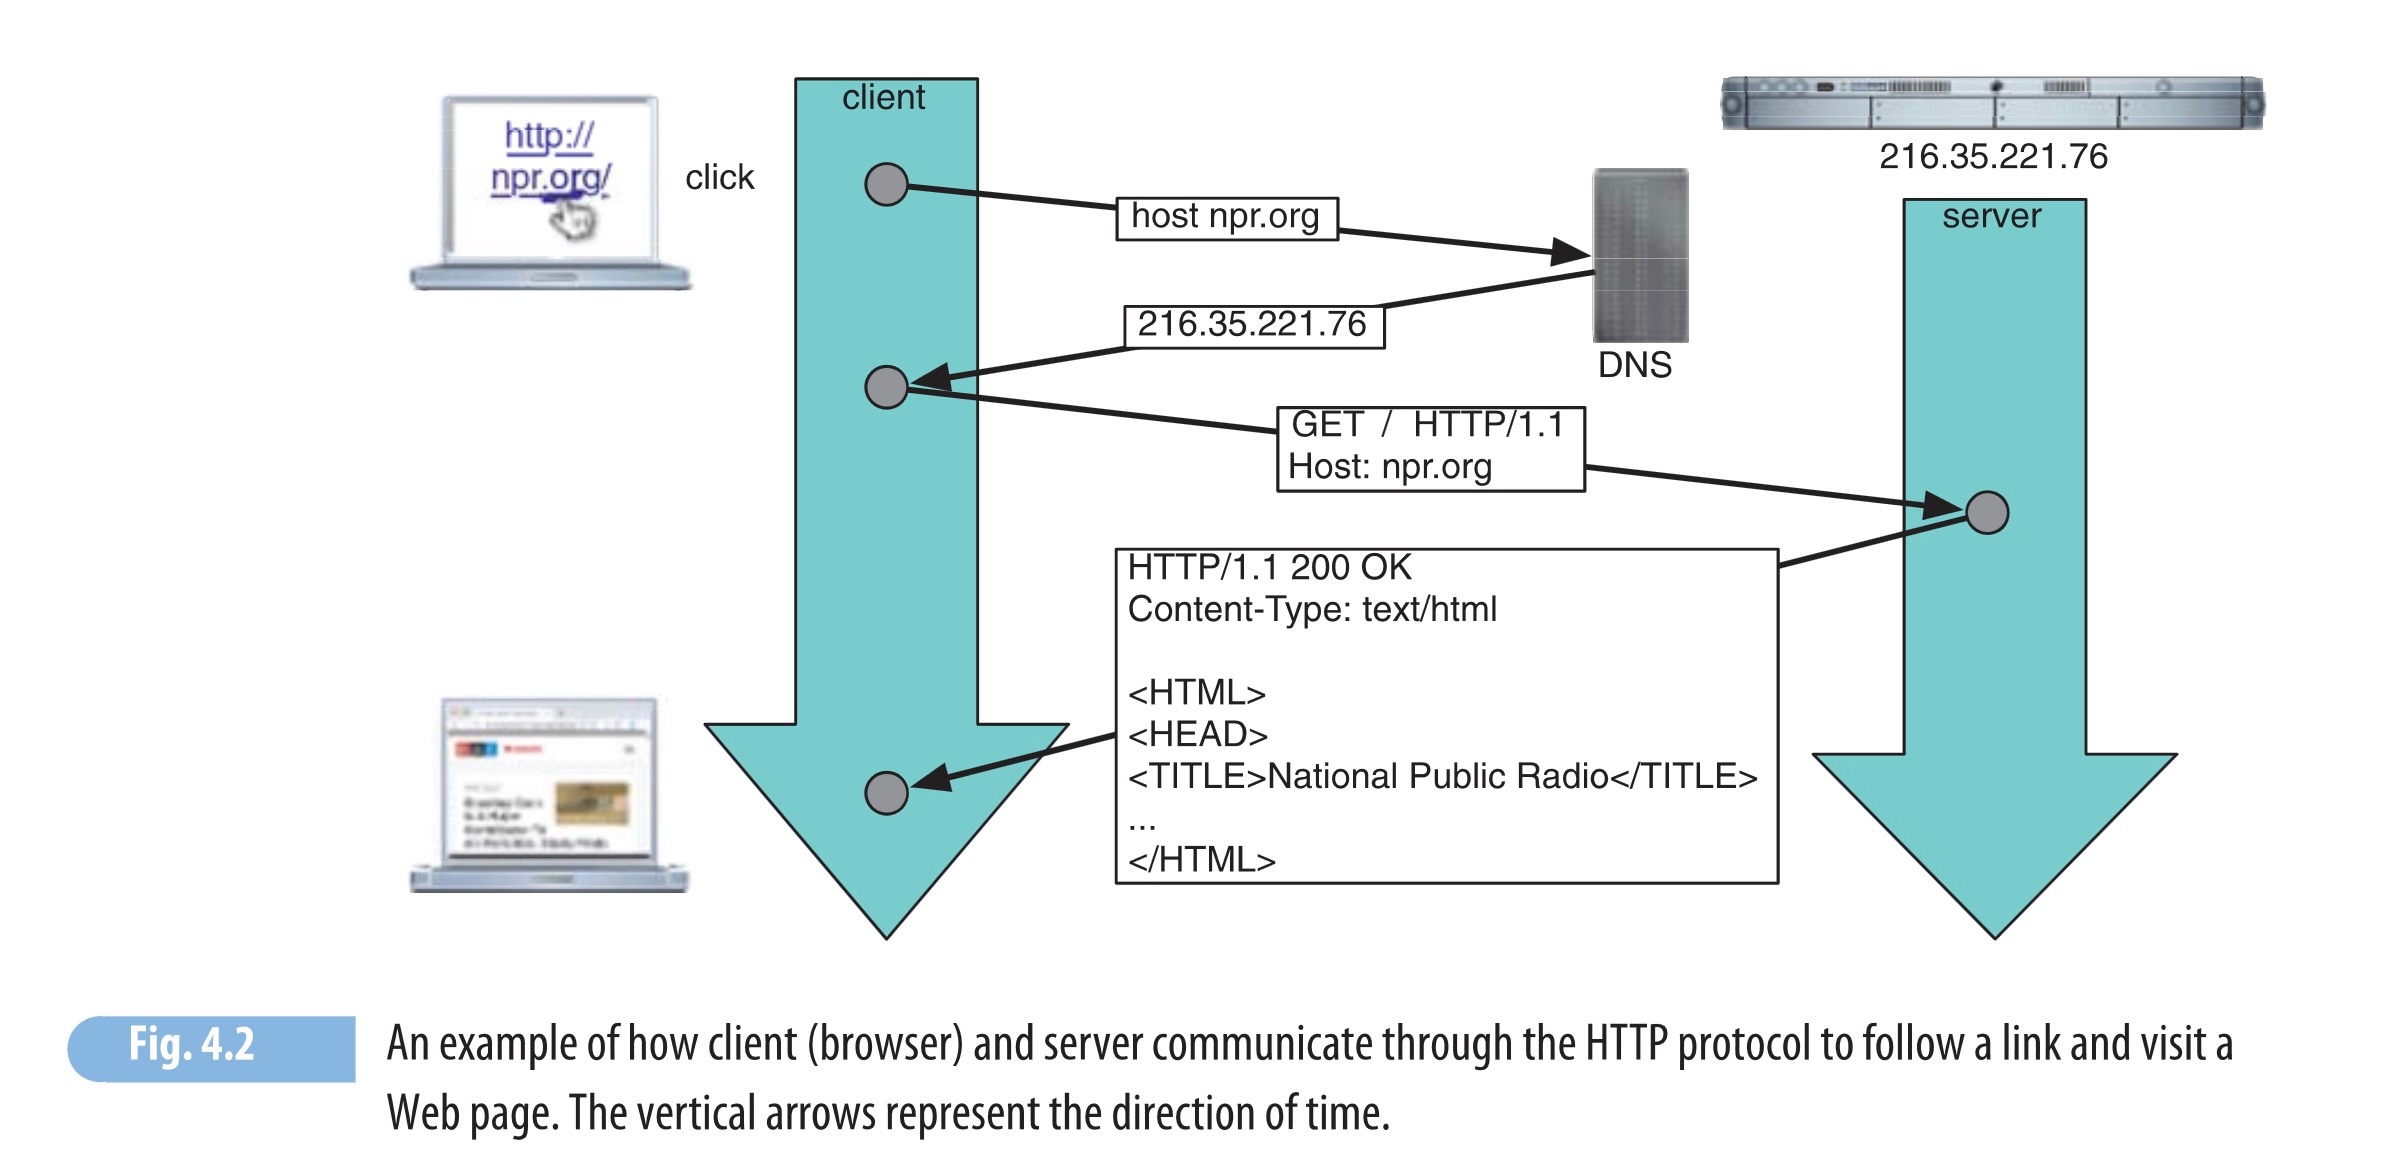 http://
npr.org/
click
client
host npr.org
216.35.221.76
DNS
216.35.221.76
server
GET / HTTP/1.1
Host: npr.org
HTTP/1.1 200 OK
Content-Type: text/html
<HTML>
<HEAD>
<TITLE>National Public Radio</TITLE>
...
</HTML>
Fig. 4.2
An example of how client (browser) and server communicate through the HTTP protocol to follow a link and visit a
Web page. The vertical arrows represent the direction of time.